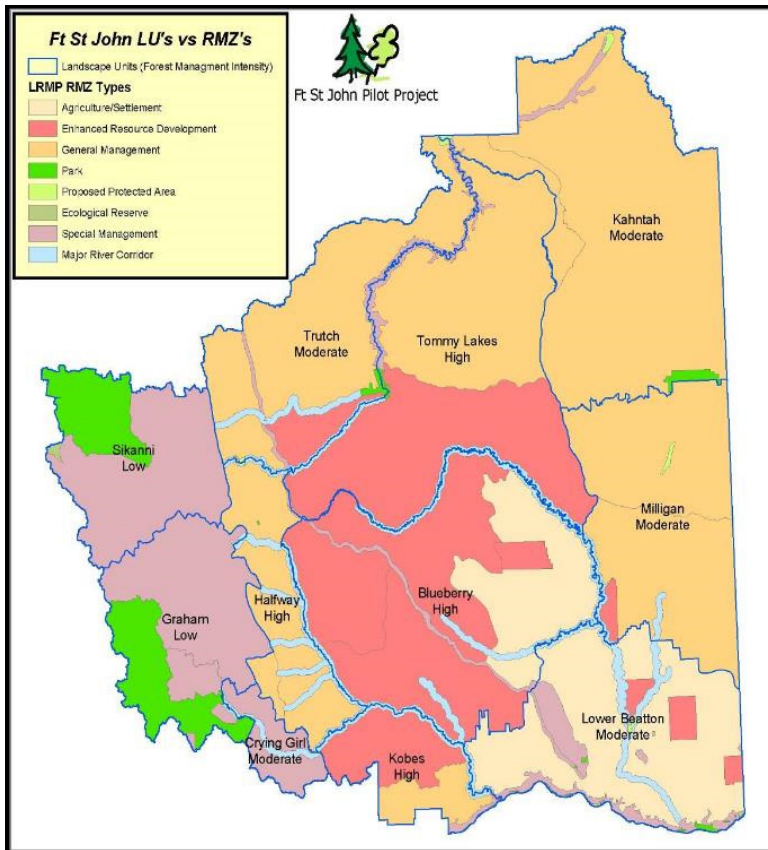 Ft St John LU's vs RMZ's
Landscape Units (Forest Managment Intensity)
LRMP RMZ Types
Agriculture/Settlement
Enhanced Resource Development
General Management
Park
Proposed Protected Area
Ecological Reserve
Special Management
Major River Corridor
Ft St John Pilot Project
Kahntah
Moderate
Trutch
Moderate
Tommy Lakes
High
Sikanni
Low
Milligan
Moderate
Blueberry
High
Halfway
High
Graham
Low
Lower Beatton
Moderate
Crying Girl
Moderate
Kobes
High